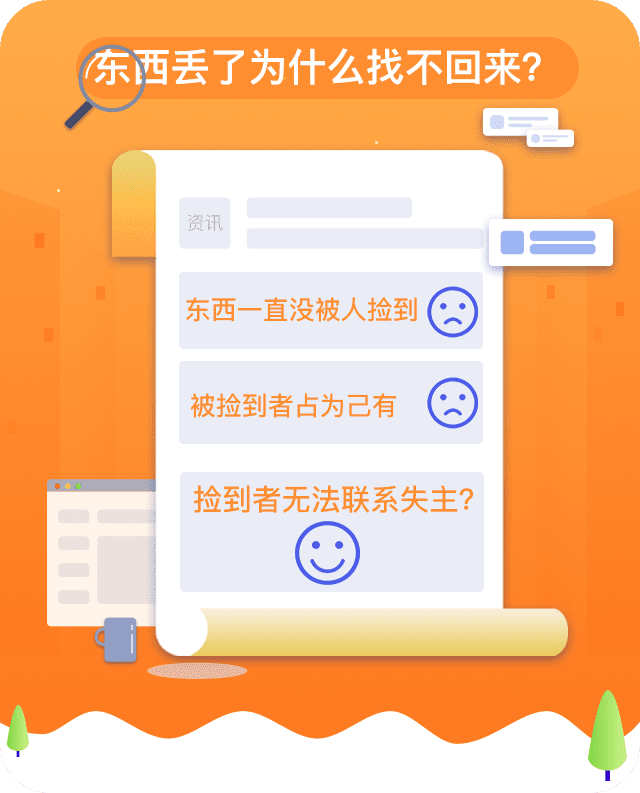 东西丢了为什么找不回来?
资讯
东西一直没被人捡到
被捡到者占为己有
捡到者无法联系失主?